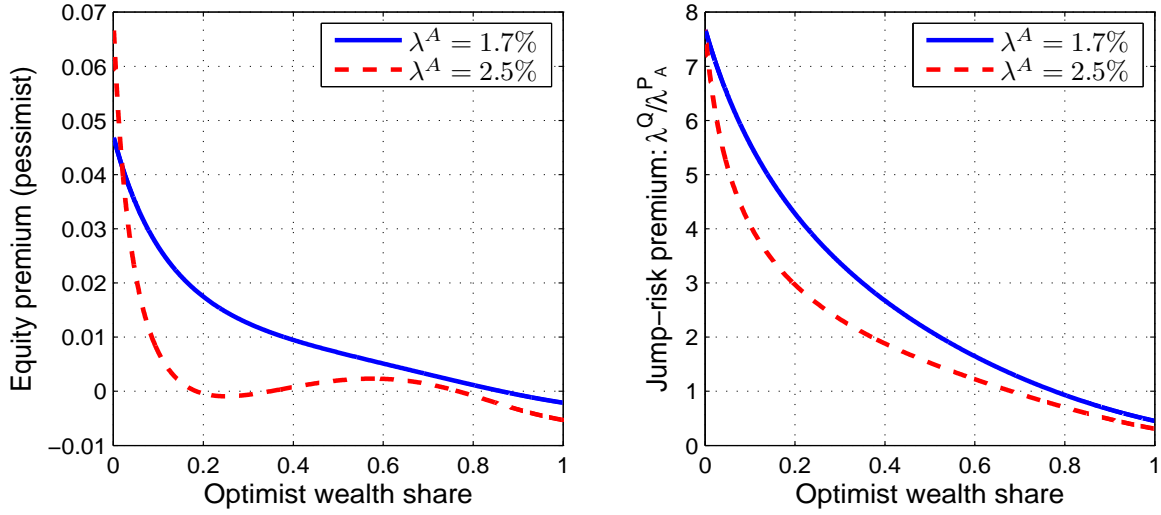 0.07
0.06
0.05
0.04
0.03
0.02
0.01
0
−0.01
Equity premium (pessimist)
0 0.2 0.4 0.6 0.8 1
Optimist wealth share
λ^A = 1.7%
λ^A = 2.5%
8
7
6
5
4
3
2
1
0
Jump−risk premium: λ^Q/λ^P_A
0 0.2 0.4 0.6 0.8 1
Optimist wealth share
λ^A = 1.7%
λ^A = 2.5%